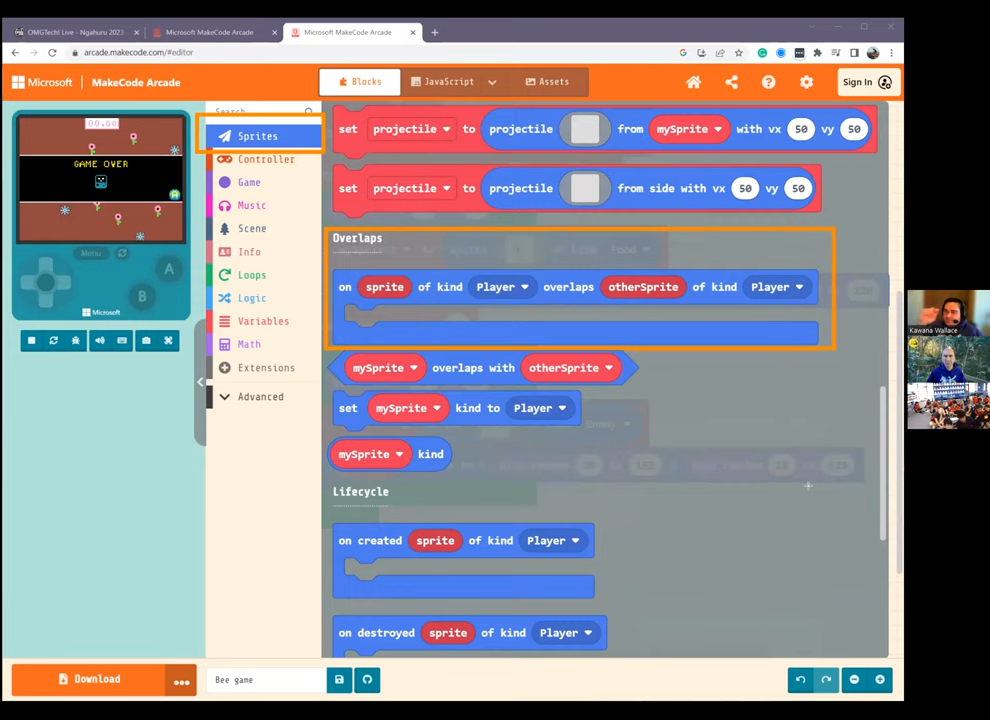 OMGTech! Live - Ngahuru 2023
Microsoft MakeCode Arcade
Microsoft MakeCode Arcade
arcade.makecode.com/#editor
Microsoft
MakeCode Arcade
Blocks
JavaScript
Assets
Sign In
Search...
00.00
GAME OVER
Menu
A
B
Microsoft
Sprites
Controller
Game
Music
Scene
Info
Loops
Logic
Variables
Math
Extensions
Advanced
set projectile to projectile from mySprite with vx 50 vy 50
set projectile to projectile from side with vx 50 vy 50
Overlaps
on sprite of kind Player overlaps otherSprite of kind Player
mySprite overlaps with otherSprite
set mySprite kind to Player
mySprite kind
Lifecycle
on created sprite of kind Player
on destroyed sprite of kind Player
Food
Enemy
Download
Bee game
Kawana Wallace